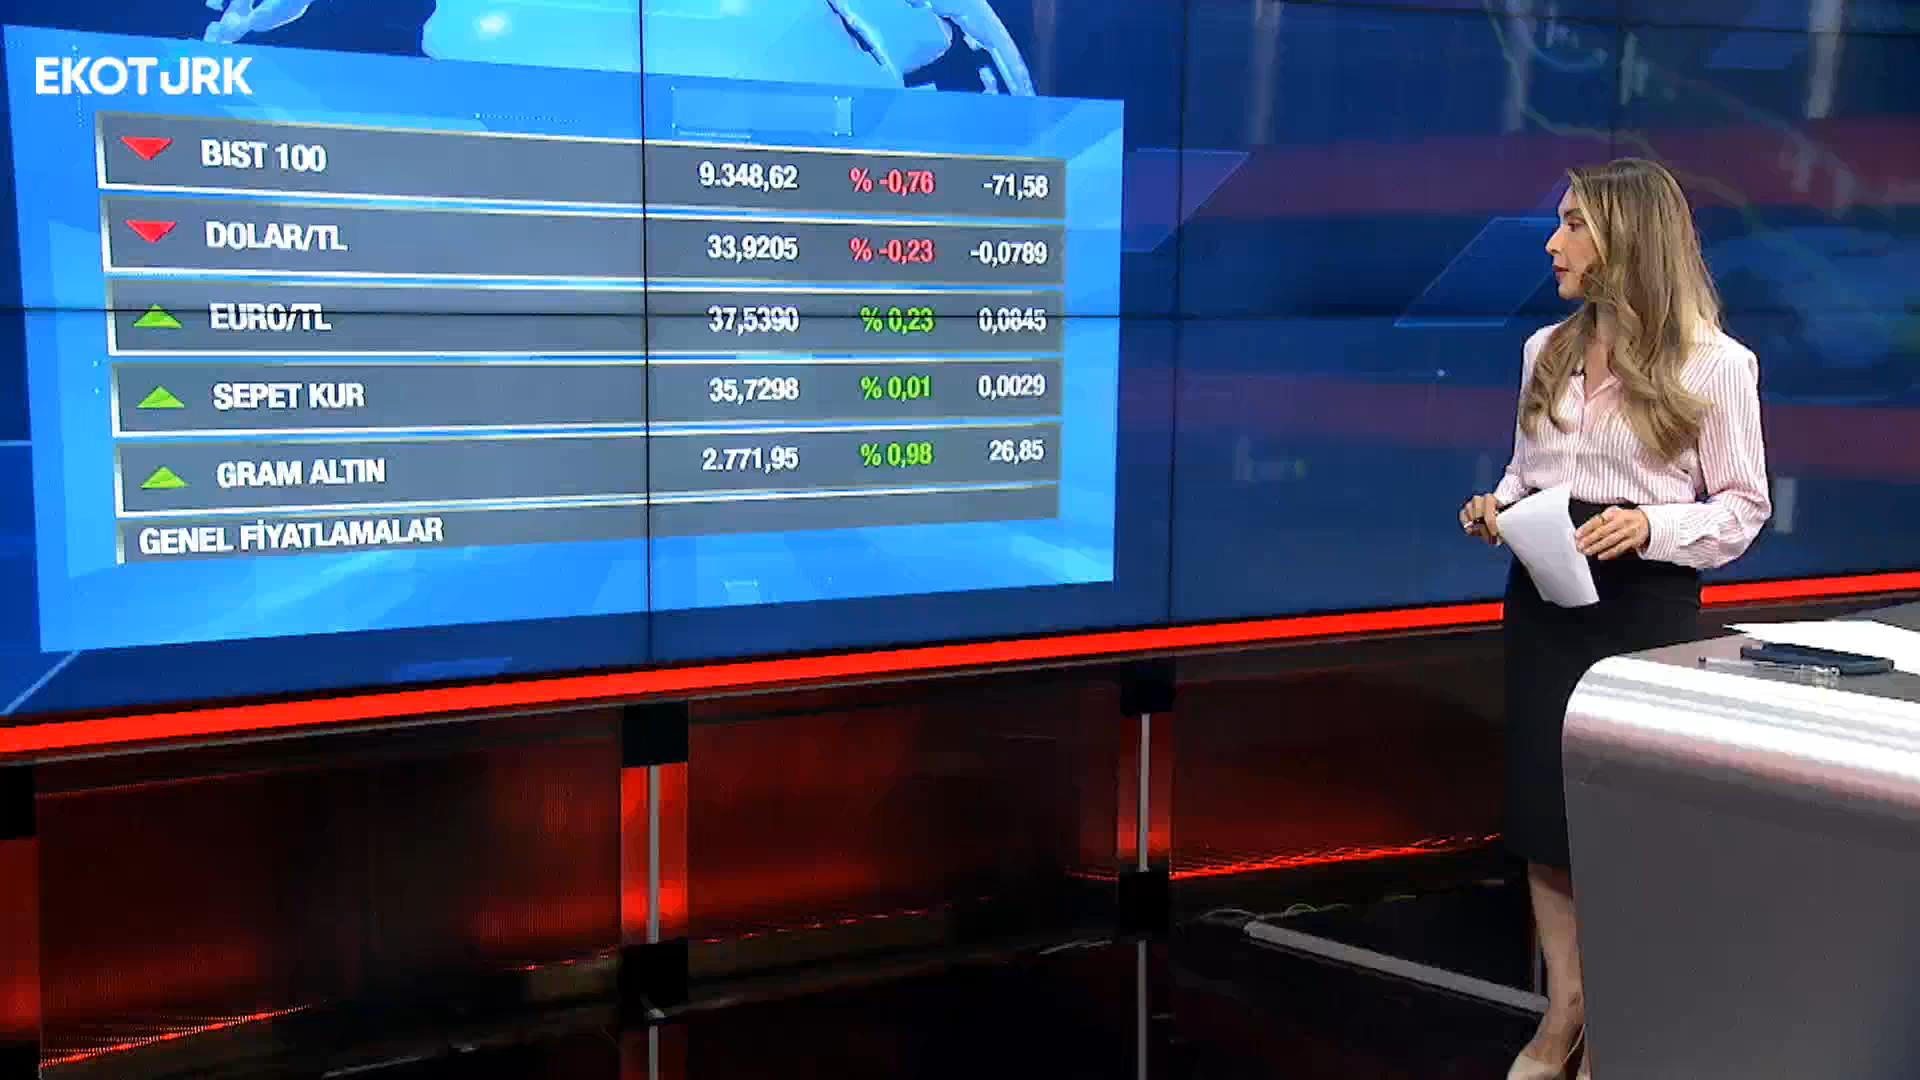 EKOTÜRK
BIST 100 9.348,62 % -0,76 -71,58
DOLAR/TL 33,9205 % -0,23 -0,0789
EURO/TL 37,5390 % 0,23 0,0845
SEPET KUR 35,7298 % 0,01 0,0029
GRAM ALTIN 2.771,95 % 0,98 26,85
GENEL FİYATLAMALAR